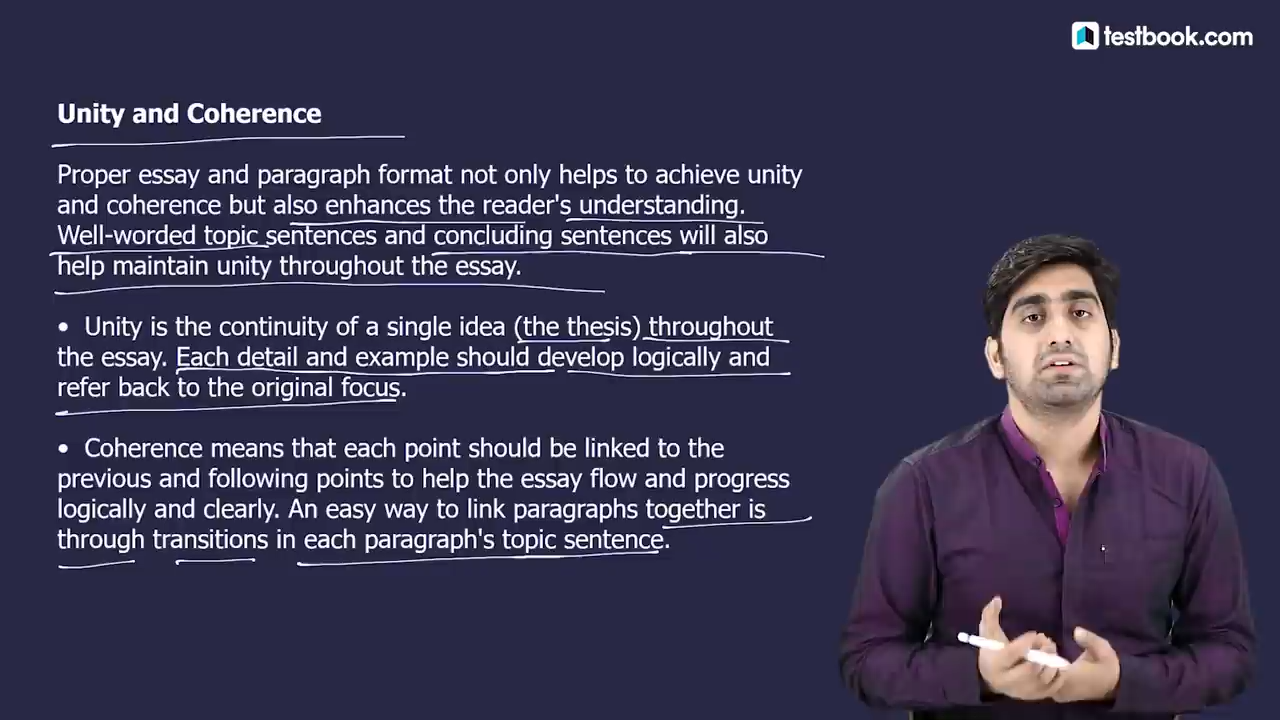 testbook.com
Unity and Coherence
Proper essay and paragraph format not only helps to achieve unity
and coherence but also enhances the reader's understanding.
Well-worded topic sentences and concluding sentences will also
help maintain unity throughout the essay.
• Unity is the continuity of a single idea (the thesis) throughout
the essay. Each detail and example should develop logically and
refer back to the original focus.
• Coherence means that each point should be linked to the
previous and following points to help the essay flow and progress
logically and clearly. An easy way to link paragraphs together is
through transitions in each paragraph's topic sentence.